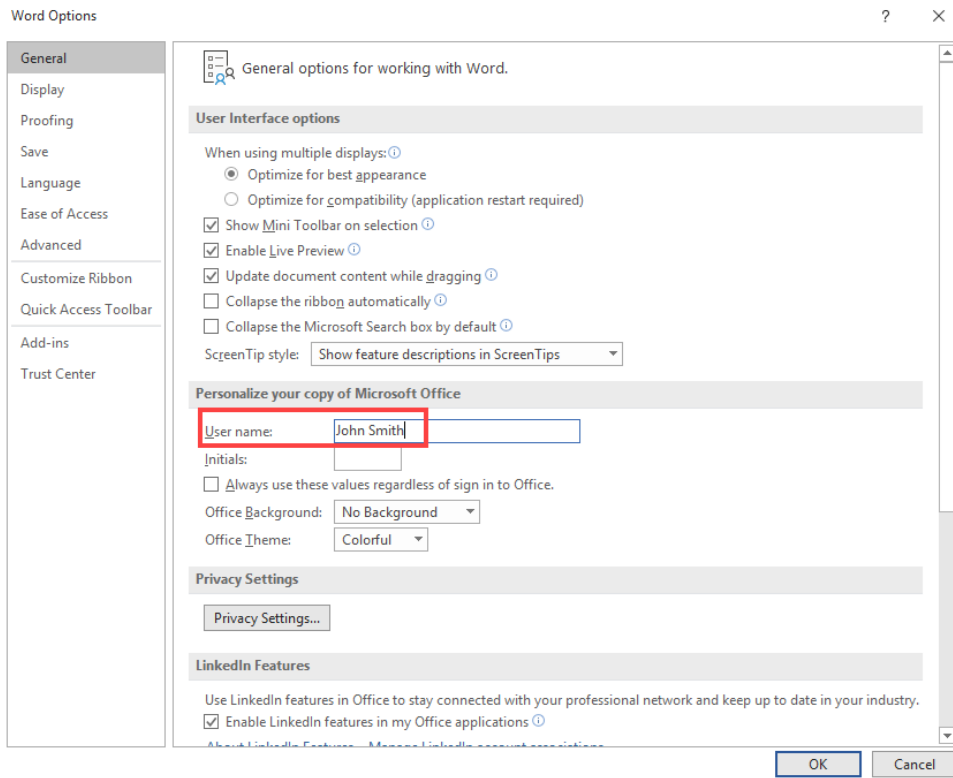 Word Options
General
Display
Proofing
Save
Language
Ease of Access
Advanced
Customize Ribbon
Quick Access Toolbar
Add-ins
Trust Center
General options for working with Word.
User Interface options
When using multiple displays:
Optimize for best appearance
Optimize for compatibility (application restart required)
Show Mini Toolbar on selection
Enable Live Preview
Update document content while dragging
Collapse the ribbon automatically
Collapse the Microsoft Search box by default
ScreenTip style: Show feature descriptions in ScreenTips
Personalize your copy of Microsoft Office
User name: John Smith
Initials:
Always use these values regardless of sign in to Office.
Office Background: No Background
Office Theme: Colorful
Privacy Settings
Privacy Settings...
LinkedIn Features
Use LinkedIn features in Office to stay connected with your professional network and keep up to date in your industry.
Enable LinkedIn features in my Office applications
About LinkedIn Features Manage LinkedIn account associations
OK Cancel